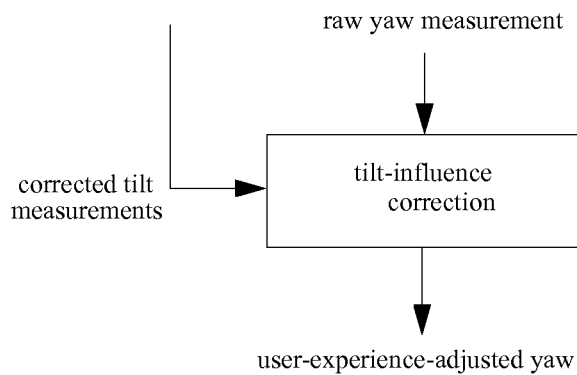 raw yaw measurement
tilt-influence
correction
corrected tilt
measurements
user-experience-adjusted yaw